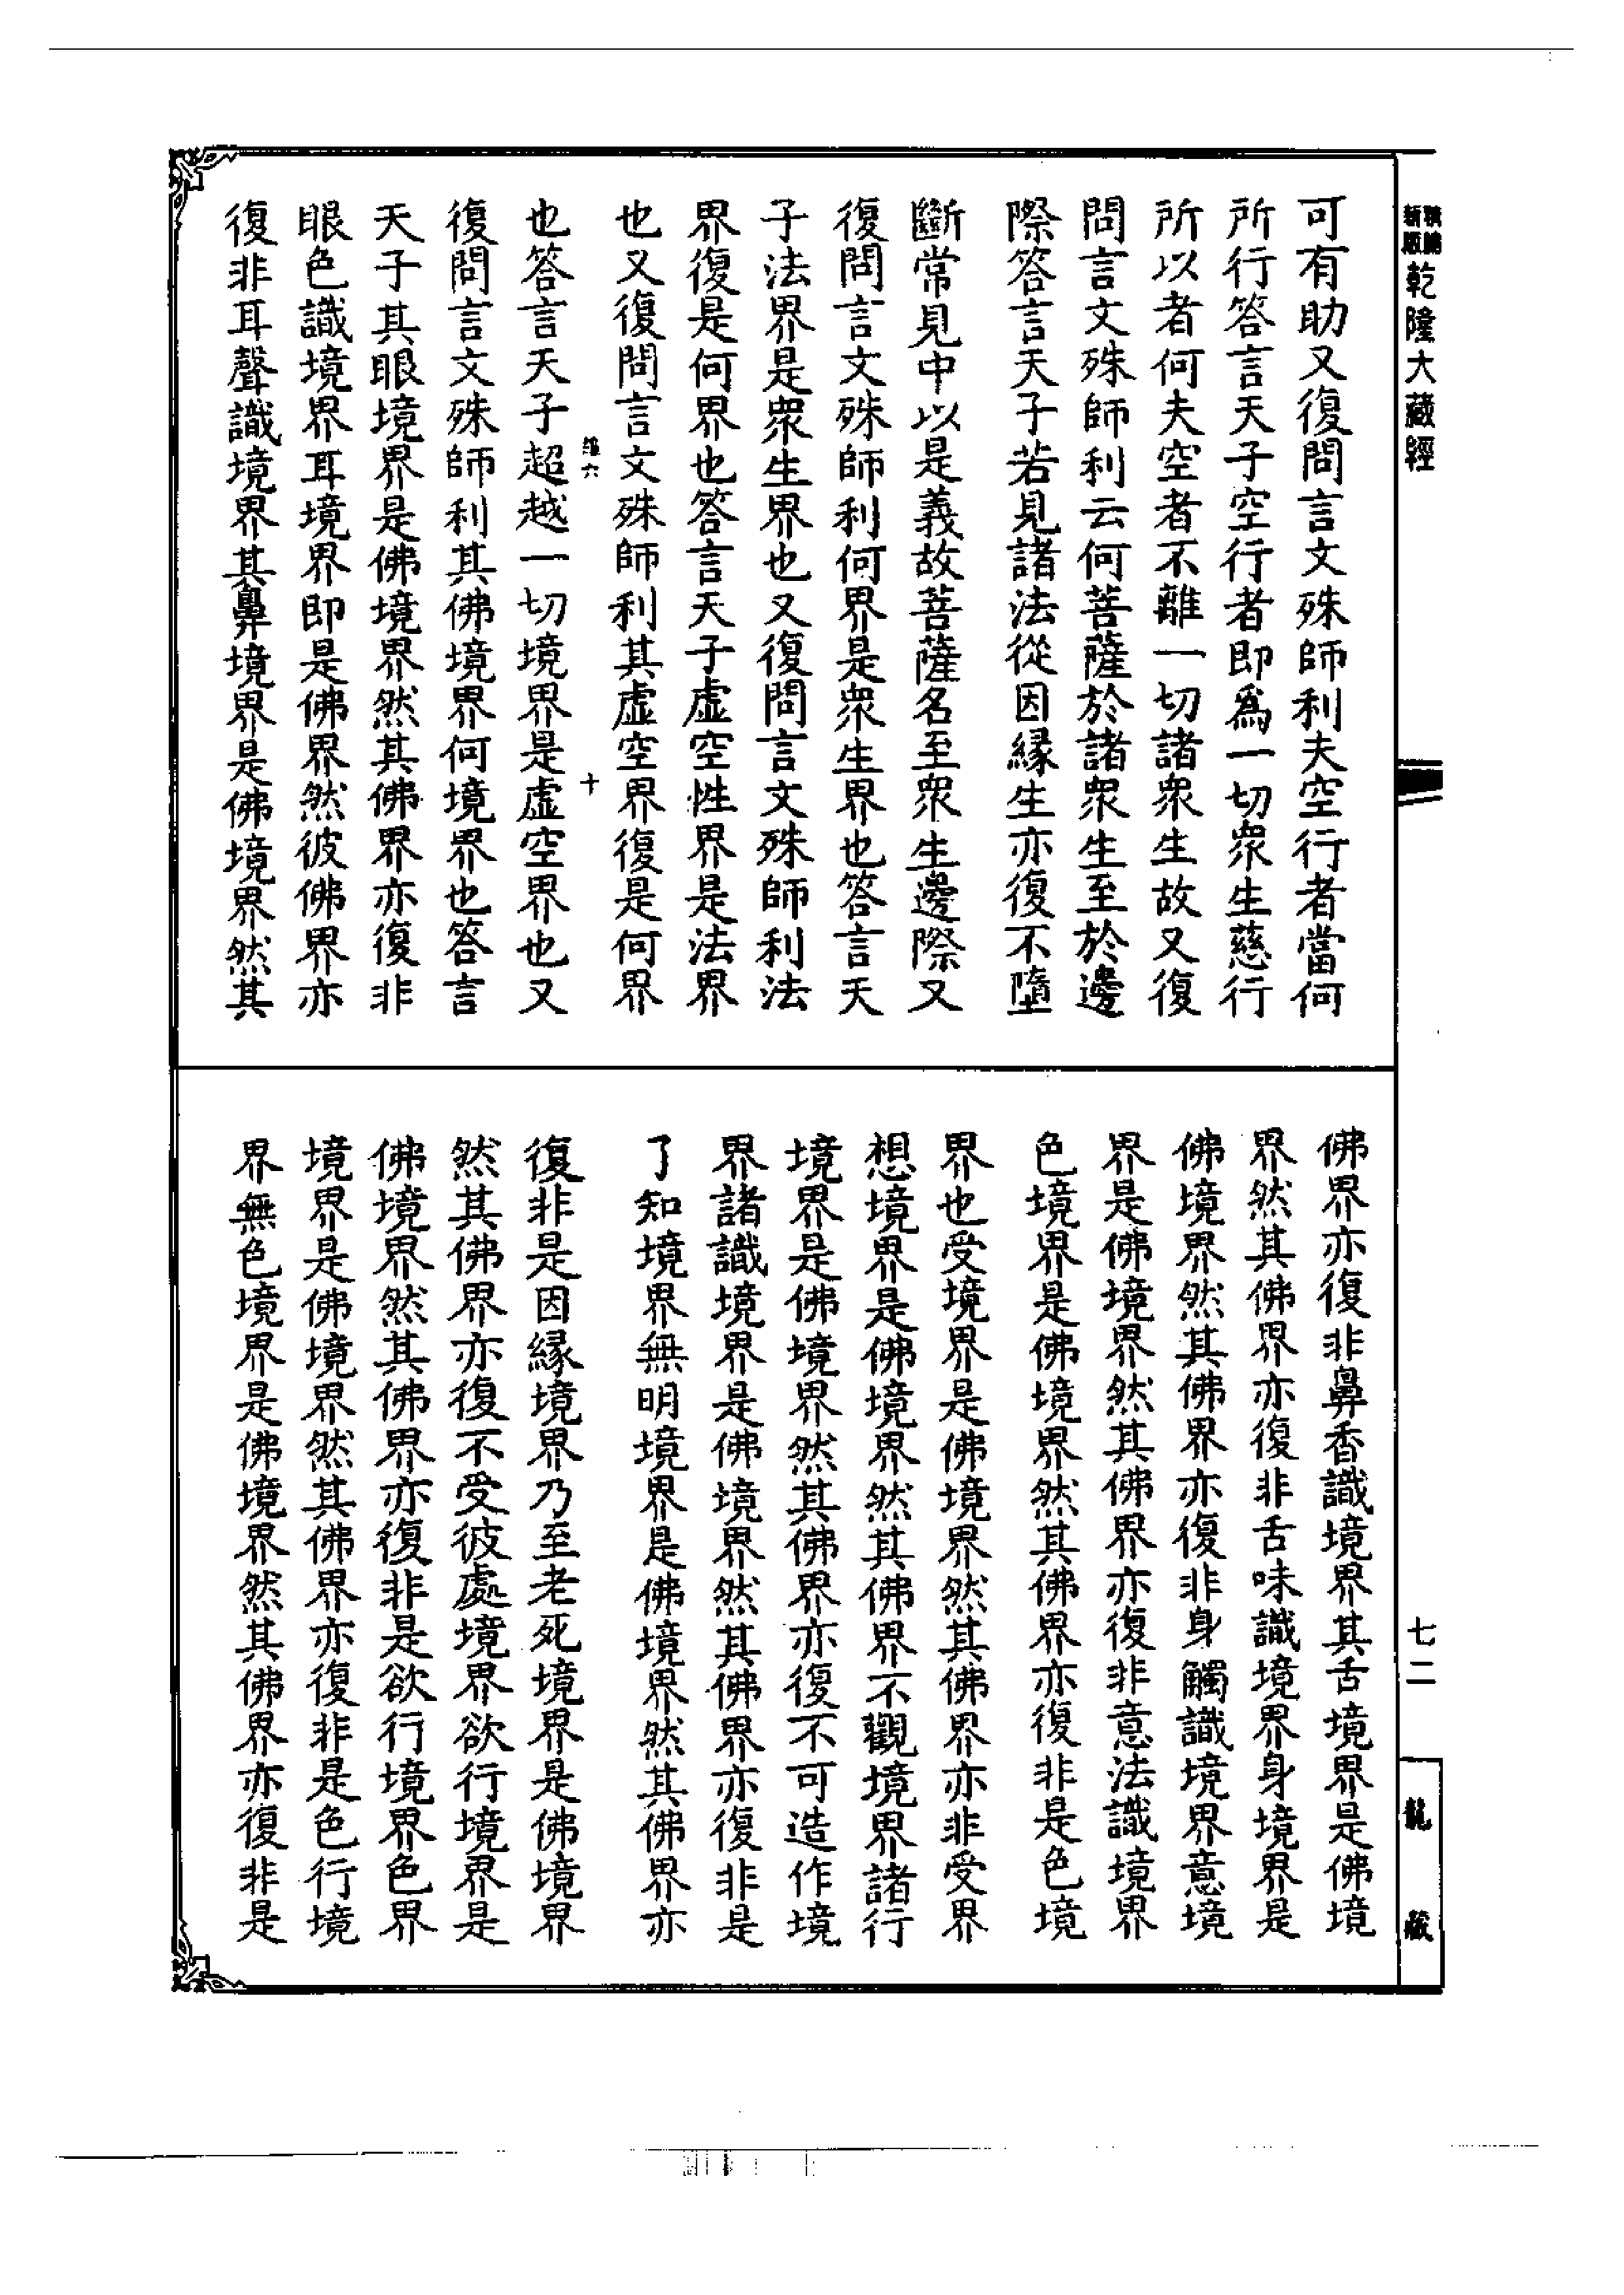 乾隆大藏經
可有助又復問言文殊師利夫空行者當何
所行答言天子空行者即爲一切衆生慈行
所以者何夫空者不離一切諸衆生故又復
問言文殊師利云何菩薩於諸衆生至於邊
際答言天子若見諸法從因緣生亦復不墮
斷常見中以是義故菩薩名至衆生邊際又
復問言文殊師利何界是衆生界也答言天
子法界是衆生界也又復問言文殊師利法
界復是何界也答言天子虛空性界是法界
也又復問言文殊師利其虛空界復是何界
十
也答言天子超越一切境界是虛空界也又
復問言文殊師利其佛境界何境界也答言
天子其眼境界是佛境界然其佛界亦復非
眼色識境界耳境界即是佛界然彼佛界亦
復非耳聲識境界其鼻境界是佛境界然其
佛界亦復非鼻香識境界其舌境界是佛境
界然其佛界亦復非舌味識境界身境界是
佛境界然其佛界亦復非身觸識境界意境
界是佛境界然其佛界亦復非意法識境界
色境界是佛境界然其佛界亦復非是色境
界也受境界是佛境界然其佛界亦非受界
想境界是佛境界然其佛界不觀境界諸行
境界是佛境界然其佛界亦復不可造作境
界諸識境界是佛境界然其佛界亦復非是
了知境界無明境界是佛境界然其佛界亦
復非是因緣境界乃至老死境界是佛境界
然其佛界亦復不受彼處境界欲行境界是
佛境界然其佛界亦復非是欲行境界色界
境界是佛境界然其佛界亦復非是色行境
界無色境界是佛境界然其佛界亦復非是
七二
龍藏